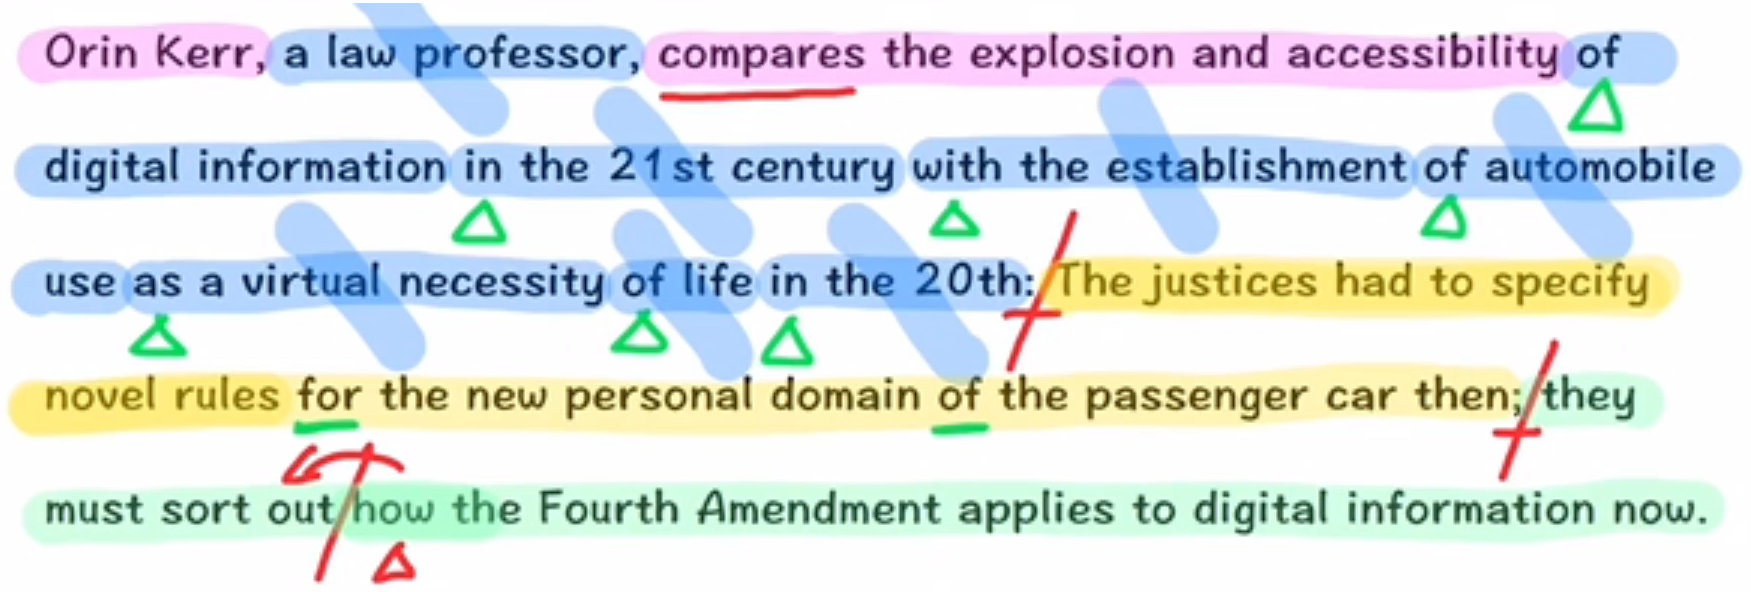 Orin Kerr, a law professor, compares the explosion and accessibility of
digital information in the 21st century with the establishment of automobile
use as a virtual necessity of life in the 20th: The justices had to specify
novel rules for the new personal domain of the passenger car then; they
must sort out how the Fourth Amendment applies to digital information now.